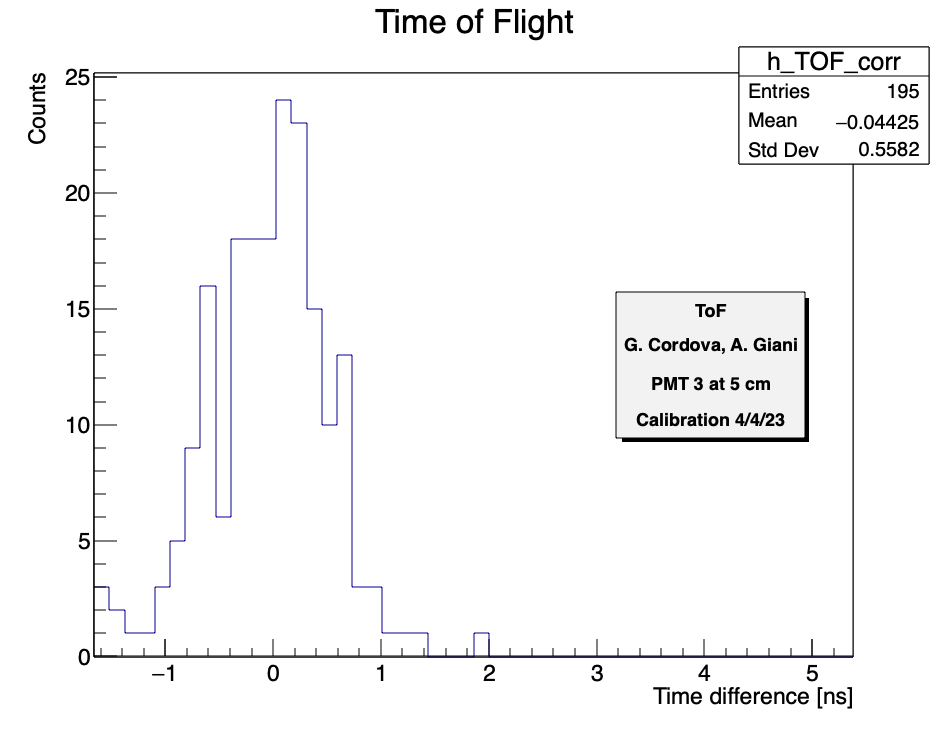 Time of Flight
h_TOF_corr
Entries 195
Mean −0.04425
Std Dev 0.5582
Counts
25
20
15
10
5
0
ToF
G. Cordova, A. Giani
PMT 3 at 5 cm
Calibration 4/4/23
−1 0 1 2 3 4 5
Time difference [ns]